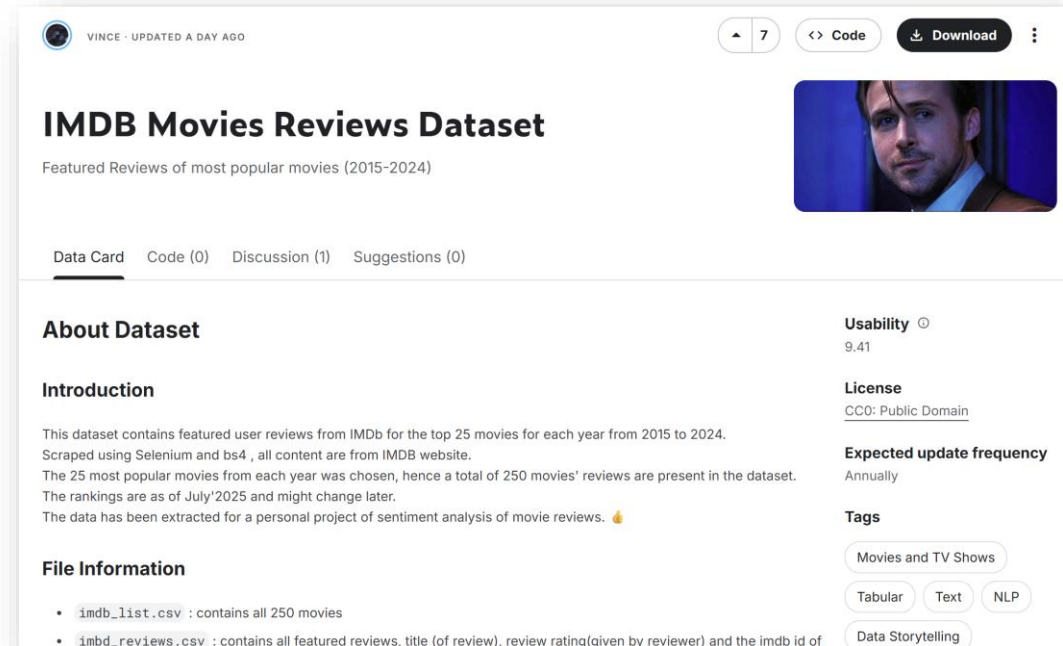 VINCE · UPDATED A DAY AGO
7
<> Code
Download
IMDB Movies Reviews Dataset
Featured Reviews of most popular movies (2015-2024)
Data Card
Code (0)
Discussion (1)
Suggestions (0)
About Dataset
Introduction
This dataset contains featured user reviews from IMDb for the top 25 movies for each year from 2015 to 2024.
Scraped using Selenium and bs4 , all content are from IMDB website.
The 25 most popular movies from each year was chosen, hence a total of 250 movies' reviews are present in the dataset.
The rankings are as of July'2025 and might change later.
The data has been extracted for a personal project of sentiment analysis of movie reviews. 👍
File Information
• imdb_list.csv : contains all 250 movies
• imbd_reviews.csv : contains all featured reviews, title (of review), review rating(given by reviewer) and the imdb id of
Usability
9.41
License
CC0: Public Domain
Expected update frequency
Annually
Tags
Movies and TV Shows
Tabular
Text
NLP
Data Storytelling